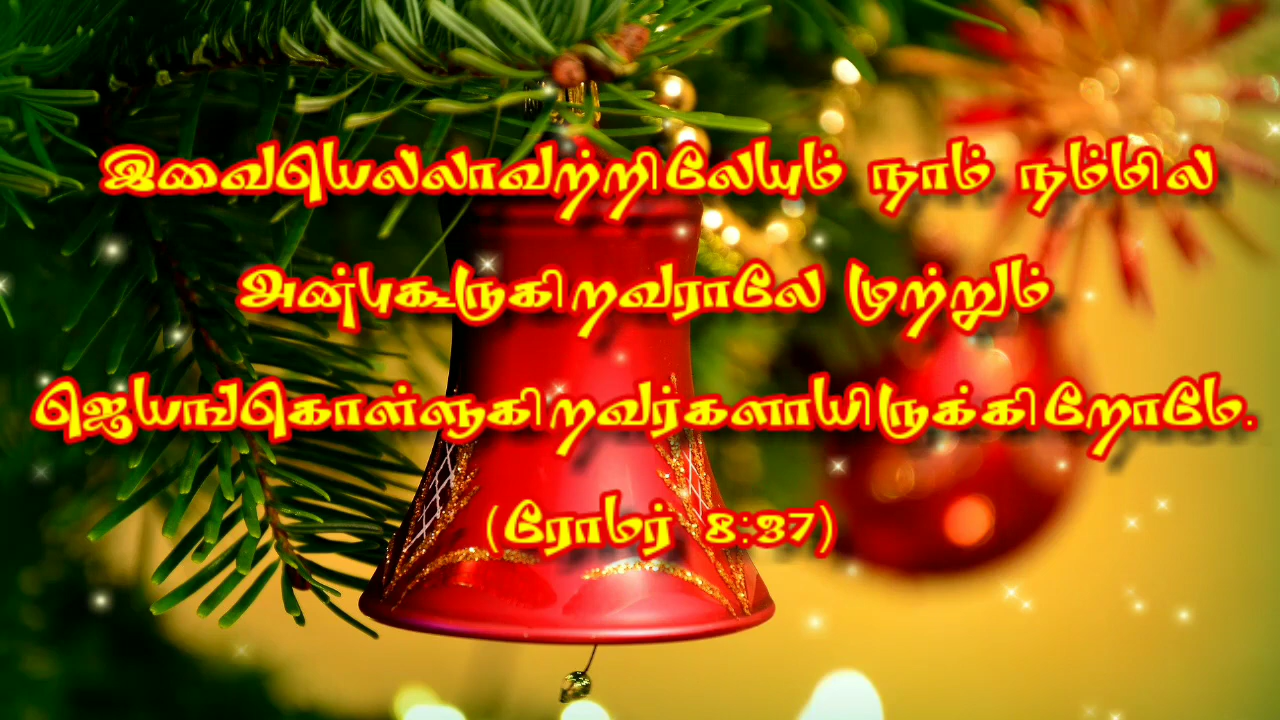 இவையெல்லாவற்றிலேயும் நாம் நம்மில
அன்புகூருகிறவராலே முற்றும்
ஜெயங்கொள்ளுகிறவர்களாயிருக்கிறோமே.
(ரோமர் 8:37)